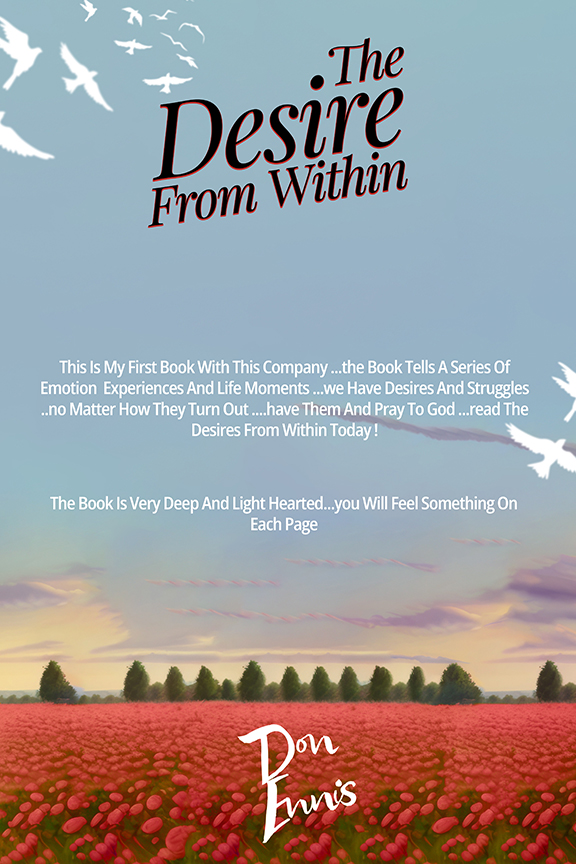 The
Desire
From Within
This Is My First Book With This Company ...the Book Tells A Series Of
Emotion  Experiences And Life Moments ...we Have Desires And Struggles
..no Matter How They Turn Out ....have Them And Pray To God ...read The
Desires From Within Today !
The Book Is Very Deep And Light Hearted...you Will Feel Something On
Each Page
Don
Ennis